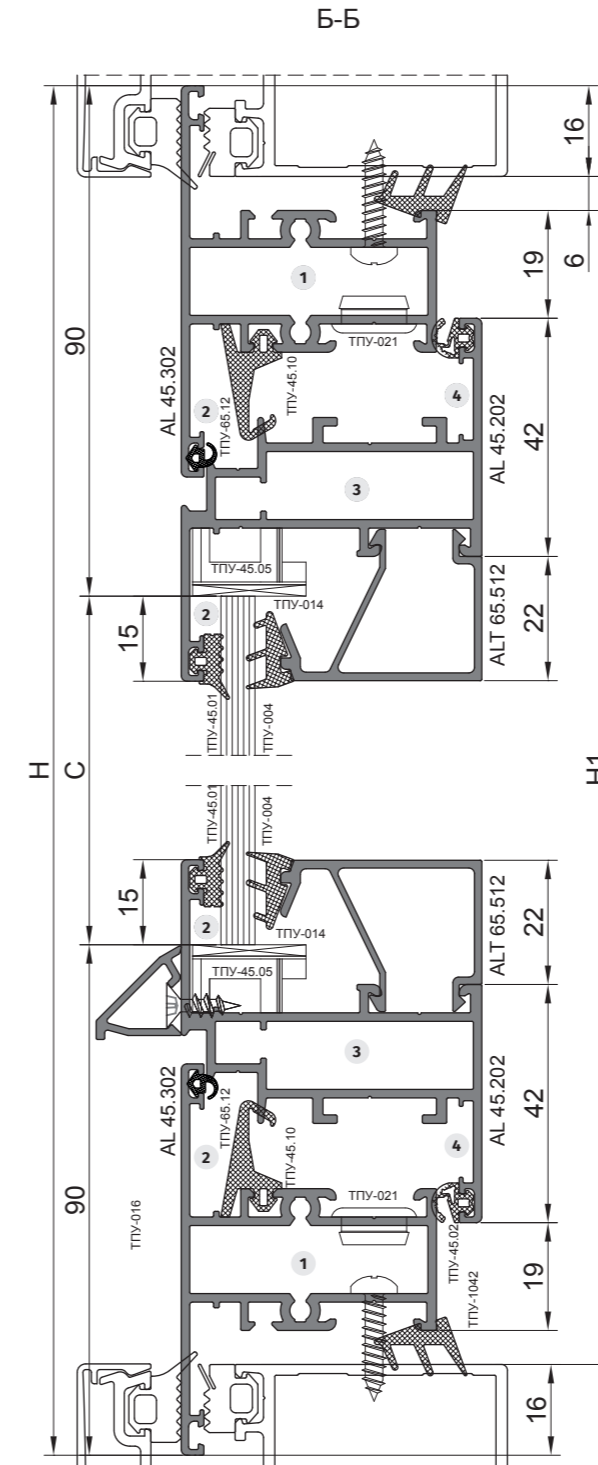 Б-Б
16
6
19
1
90
AL 45.302
ТПУ-021
ТПУ-45.10
2
ТПУ-65.12
4
AL 45.202
42
3
ТПУ-45.05
2
ТПУ-014
ALT 65.512
22
15
ТПУ-45.01
ТПУ-004
H
C
H1
ТПУ-45.01
ТПУ-004
15
2
ТПУ-014
ALT 65.512
22
ТПУ-45.05
3
AL 45.302
ТПУ-65.12
2
ТПУ-45.10
4
AL 45.202
42
90
ТПУ-016
ТПУ-021
ТПУ-45.02
ТПУ-1042
1
19
16